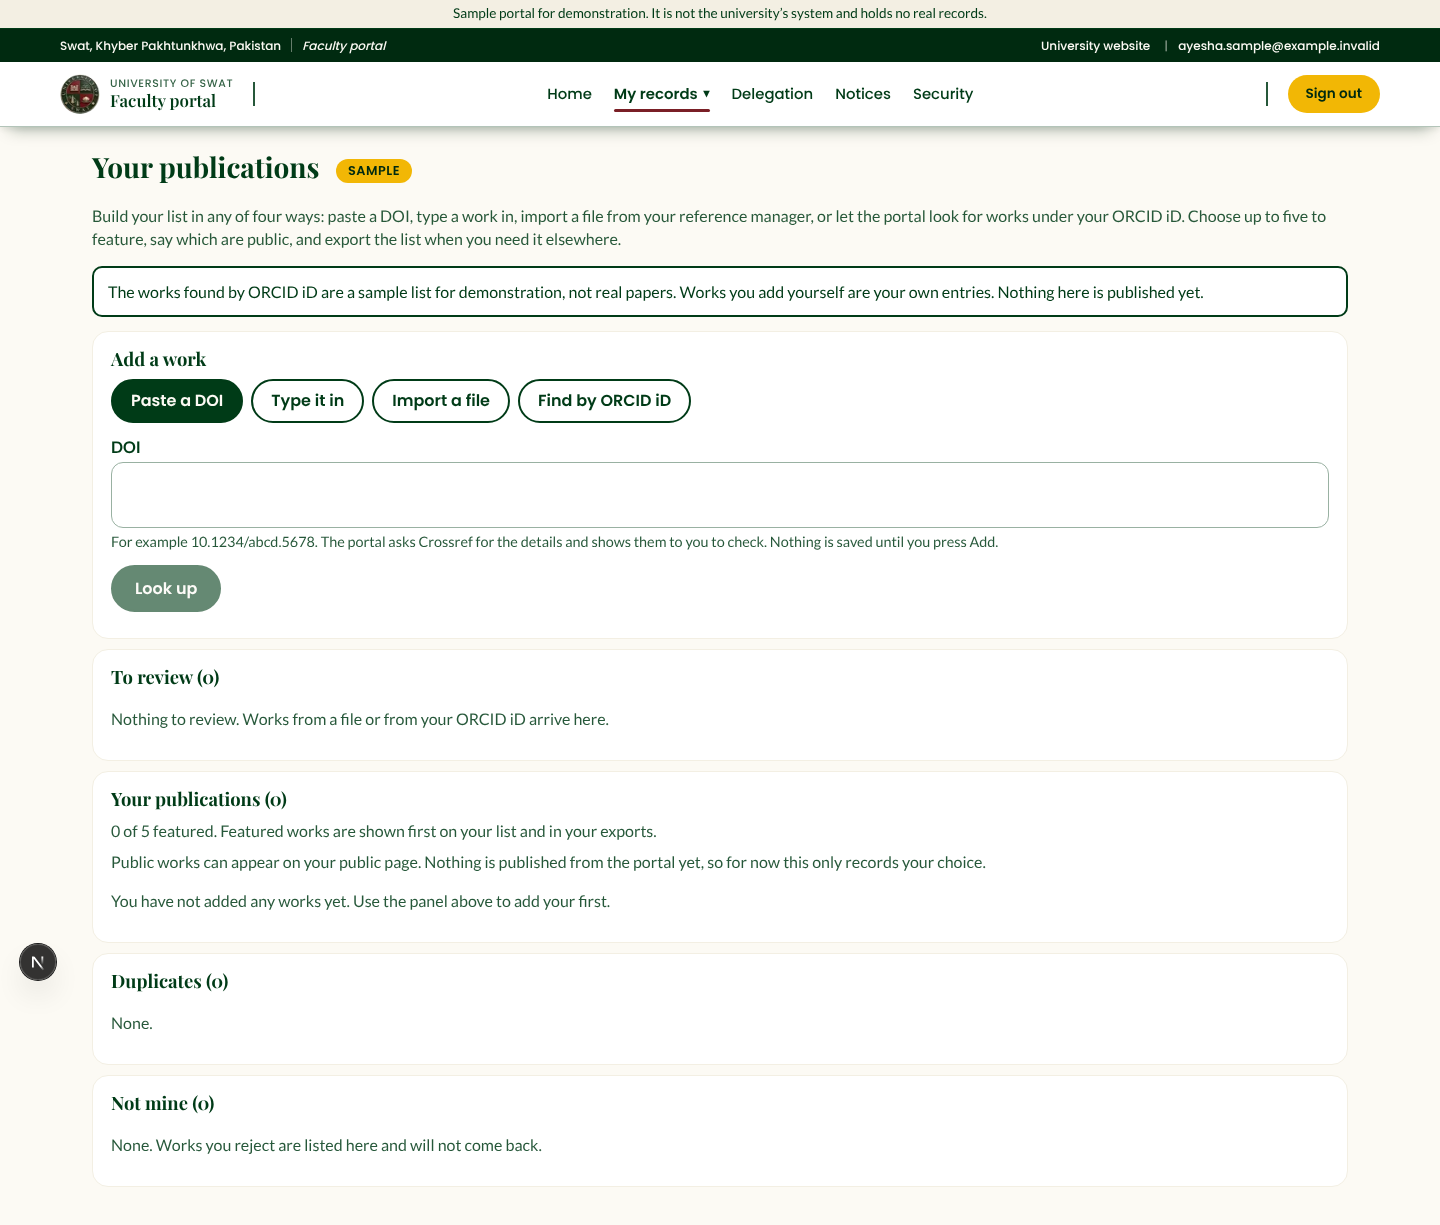 Sample portal for demonstration. It is not the university's system and holds no real records.
Swat, Khyber Pakhtunkhwa, Pakistan | Faculty portal
University website | ayesha.sample@example.invalid
UNIVERSITY OF SWAT
Faculty portal
Home My records ▾ Delegation Notices Security
Sign out
Your publications SAMPLE
Build your list in any of four ways: paste a DOI, type a work in, import a file from your reference manager, or let the portal look for works under your ORCID iD. Choose up to five to
feature, say which are public, and export the list when you need it elsewhere.
The works found by ORCID iD are a sample list for demonstration, not real papers. Works you add yourself are your own entries. Nothing here is published yet.
Add a work
Paste a DOI Type it in Import a file Find by ORCID iD
DOI
For example 10.1234/abcd.5678. The portal asks Crossref for the details and shows them to you to check. Nothing is saved until you press Add.
Look up
To review (0)
Nothing to review. Works from a file or from your ORCID iD arrive here.
Your publications (0)
0 of 5 featured. Featured works are shown first on your list and in your exports.
Public works can appear on your public page. Nothing is published from the portal yet, so for now this only records your choice.
You have not added any works yet. Use the panel above to add your first.
N
Duplicates (0)
None.
Not mine (0)
None. Works you reject are listed here and will not come back.